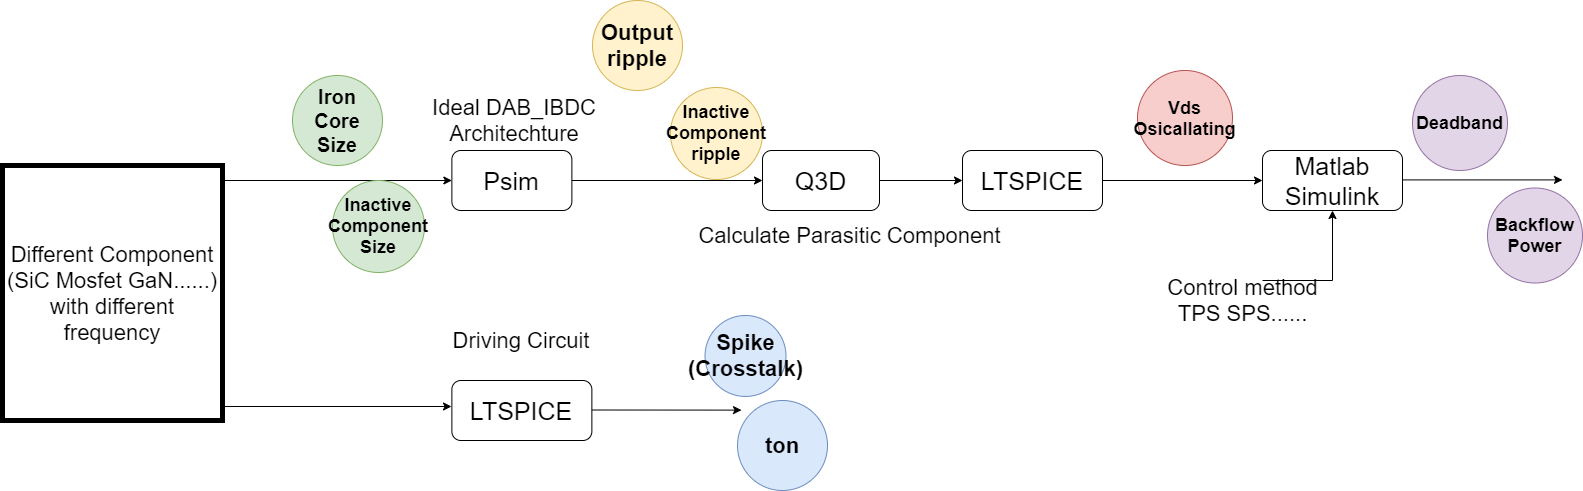 Output
ripple
Iron
Core
Size
Ideal DAB_IBDC
Architechture
Inactive
Component
ripple
Vds
Osicallating
Deadband
Psim
Q3D
LTSPICE
Matlab
Simulink
Inactive
Component
Size
Calculate Parasitic Component
Backflow
Power
Different Component
(SiC Mosfet GaN......)
with different
frequency
Control method
TPS SPS......
Driving Circuit
Spike
(Crosstalk)
LTSPICE
ton